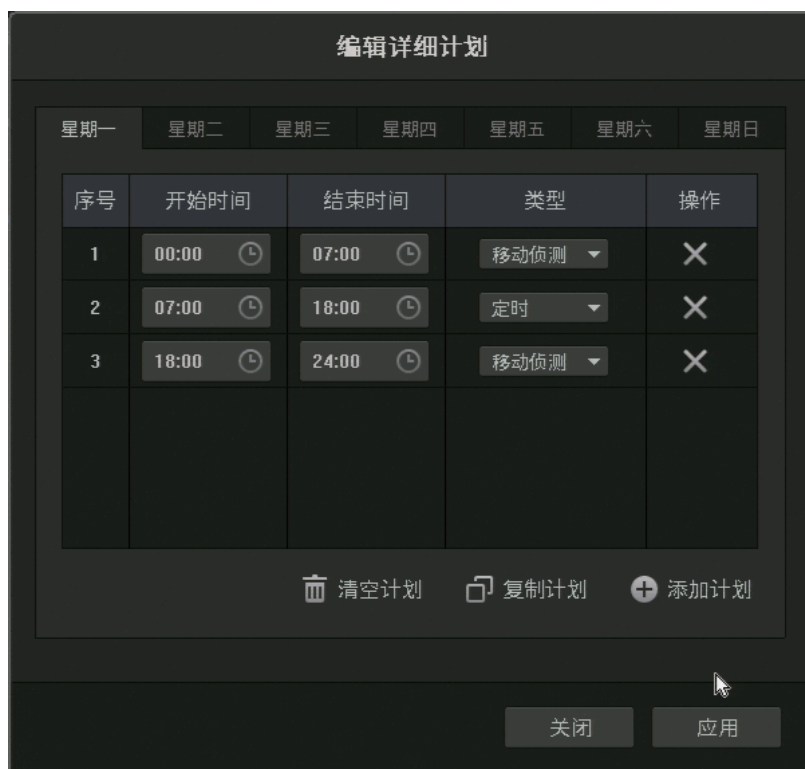 编辑详细计划
星期一 星期二 星期三 星期四 星期五 星期六 星期日
序号 开始时间 结束时间 类型 操作
1 00:00 07:00 移动侦测
2 07:00 18:00 定时
3 18:00 24:00 移动侦测
清空计划 复制计划 添加计划
关闭 应用